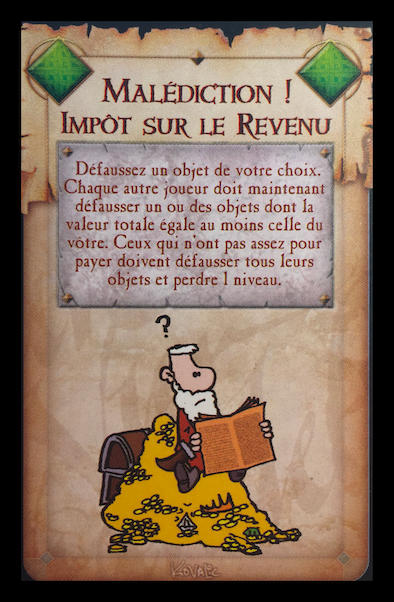 Malédiction !
Impôt sur le Revenu
Défaussez un objet de votre choix.
Chaque autre joueur doit maintenant
défausser un ou des objets dont la
valeur totale égale au moins celle du
vôtre. Ceux qui n'ont pas assez pour
payer doivent défausser tous leurs
objets et perdre 1 niveau.
?
Kovalic